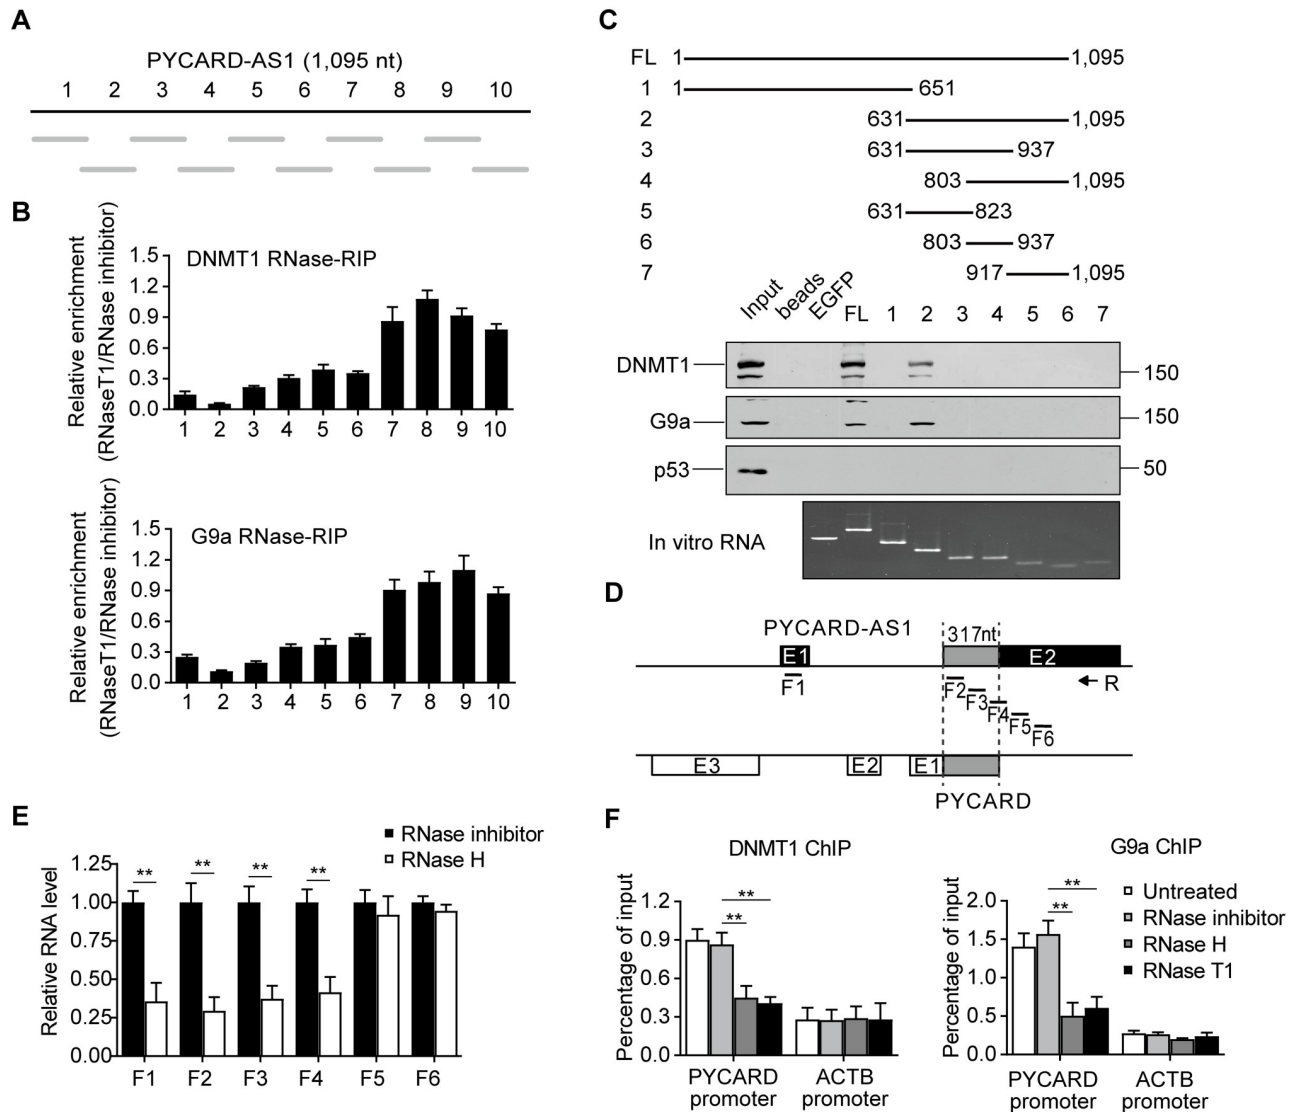 A
PYCARD-AS1 (1,095 nt)
1 2 3 4 5 6 7 8 9 10
B
Relative enrichment
(RNaseT1/RNase inhibitor)
DNMT1 RNase-RIP
1.5
1.2
0.9
0.6
0.3
0.0
1 2 3 4 5 6 7 8 9 10
Relative enrichment
(RNaseT1/RNase inhibitor)
G9a RNase-RIP
1.5
1.2
0.9
0.6
0.3
0.0
1 2 3 4 5 6 7 8 9 10
C
FL 1 1,095
1 1 651
2 631 1,095
3 631 937
4 803 1,095
5 631 823
6 803 937
7 917 1,095
Input beads EGFP FL 1 2 3 4 5 6 7
DNMT1 150
G9a 150
p53 50
In vitro RNA
D
PYCARD-AS1 317nt
E1 E2
F1 F2 F3 F4 F5 F6 R
E3 E2 E1
PYCARD
E
RNase inhibitor
RNase H
Relative RNA level
1.25
1.00
0.75
0.50
0.25
0.00
** ** ** **
F1 F2 F3 F4 F5 F6
F
DNMT1 ChIP
Percentage of input
1.2
0.9
0.6
0.3
0.0
**
**
PYCARD promoter
ACTB promoter
G9a ChIP
Percentage of input
2.0
1.5
1.0
0.5
0.0
**
**
Untreated
RNase inhibitor
RNase H
RNase T1
PYCARD promoter
ACTB promoter